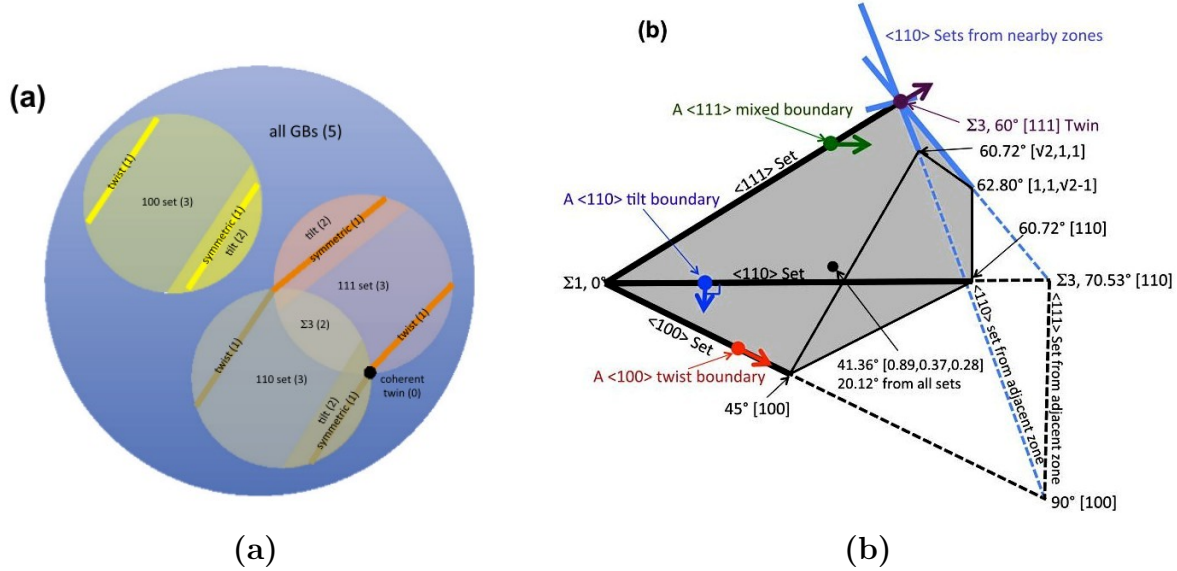 (a)
all GBs (5)
twist (1)
100 set (3)
symmetric (1)
tilt (2)
tilt (2)
symmetric (1)
111 set (3)
twist (1)
Σ3 (2)
twist (1)
110 set (3)
coherent
twin (0)
tilt (2)
symmetric (1)
(a)
(b)
<110> Sets from nearby zones
A <111> mixed boundary
Σ3, 60° [111] Twin
60.72° [√2,1,1]
<111> Set
62.80° [1,1,√2-1]
A <110> tilt boundary
60.72° [110]
<110> Set
Σ1, 0°
Σ3, 70.53° [110]
<100> Set
<110> set from adjacent zone
<111> Set from adjacent zone
41.36° [0.89,0.37,0.28]
20.12° from all sets
A <100> twist boundary
45° [100]
90° [100]
(b)